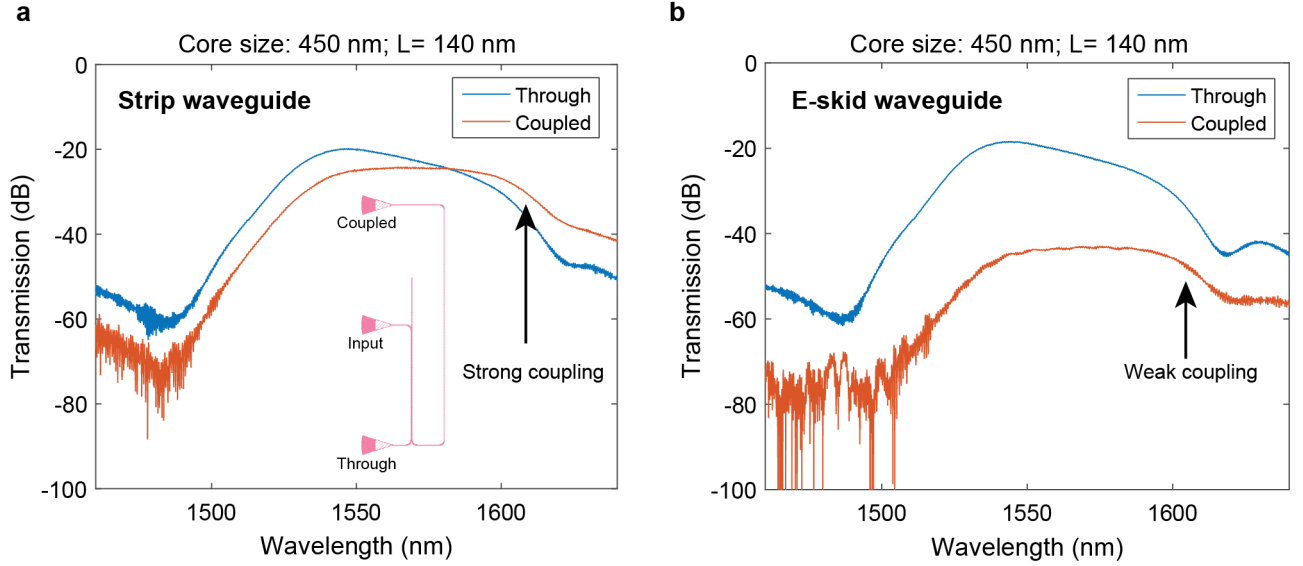 a
Core size: 450 nm; L= 140 nm
Strip waveguide
Through
Coupled
0
-20
-40
-60
-80
-100
Transmission (dB)
Coupled
Input
Through
Strong coupling
1500
1550
1600
Wavelength (nm)
b
Core size: 450 nm; L= 140 nm
E-skid waveguide
Through
Coupled
0
-20
-40
-60
-80
-100
Transmission (dB)
Weak coupling
1500
1550
1600
Wavelength (nm)